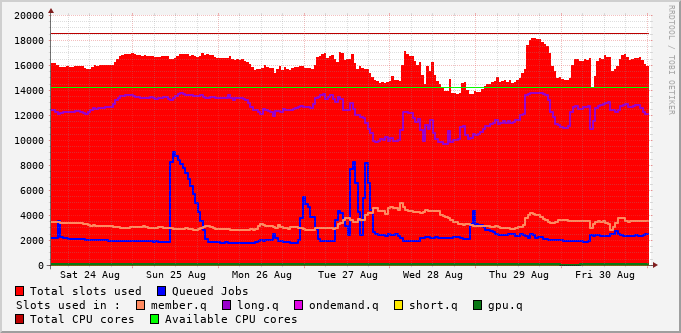 RRDTOOL / TOBI OETIKER
20000
18000
16000
14000
12000
10000
8000
6000
4000
2000
0
Sat 24 Aug Sun 25 Aug Mon 26 Aug Tue 27 Aug Wed 28 Aug Thu 29 Aug Fri 30 Aug
Total slots used Queued Jobs
Slots used in : member.q long.q ondemand.q short.q gpu.q
Total CPU cores Available CPU cores